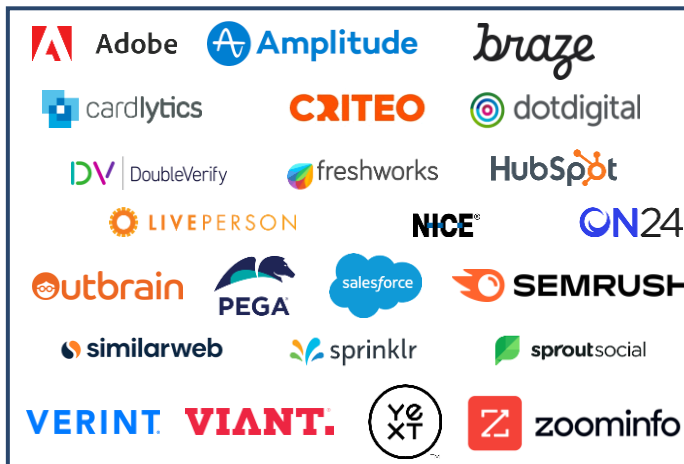 Adobe Amplitude braze
cardlytics CRITEO dotdigital
DV DoubleVerify freshworks HubSpot
LIVEPERSON NICE® ON24
Outbrain PEGA salesforce SEMRUSH
similarweb sprinklr sproutsocial
VERINT. VIANT. YEXT zoominfo